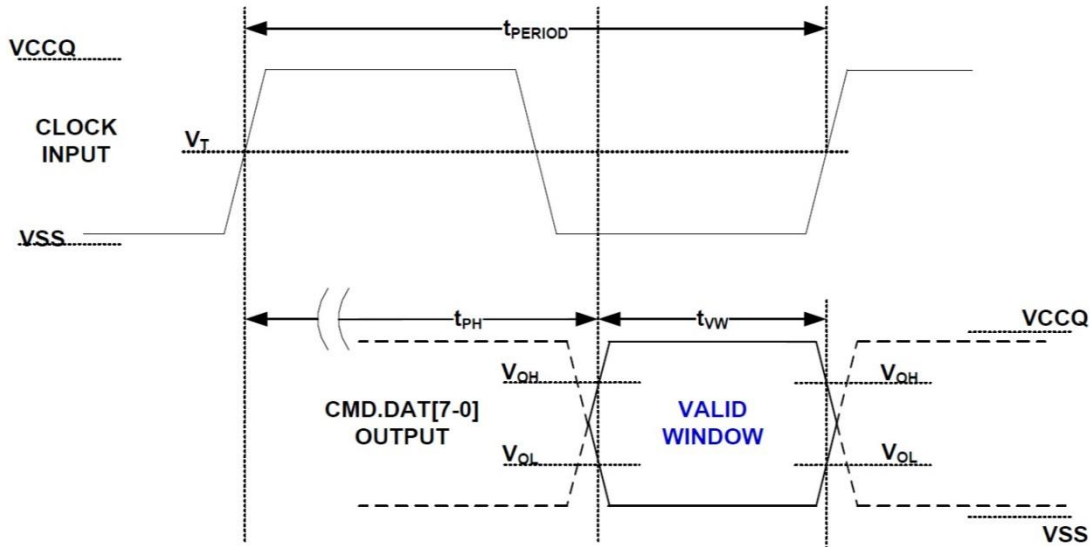 tPERIOD
VCCQ
CLOCK
INPUT
VT
VSS
tPH
tVW
VCCQ
VOH
VOH
CMD.DAT[7-0]
OUTPUT
VALID
WINDOW
VOL
VOL
VSS